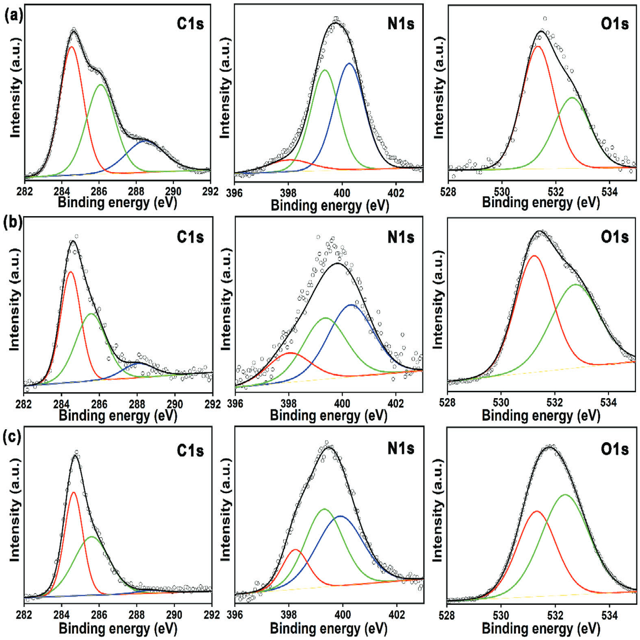 (a)
C1s
N1s
O1s
Intensity (a.u.)
Intensity (a.u.)
Intensity (a.u.)
282 284 286 288 290 292
396 398 400 402
528 530 532 534
Binding energy (eV)
Binding energy (eV)
Binding energy (eV)
(b)
C1s
N1s
O1s
Intensity (a.u.)
Intensity (a.u.)
Intensity (a.u.)
282 284 286 288 290 292
396 398 400 402
528 530 532 534
Binding energy (eV)
Binding energy (eV)
Binding energy (eV)
(c)
C1s
N1s
O1s
Intensity (a.u.)
Intensity (a.u.)
Intensity (a.u.)
282 284 286 288 290 292
396 398 400 402
528 530 532 534
Binding energy (eV)
Binding energy (eV)
Binding energy (eV)